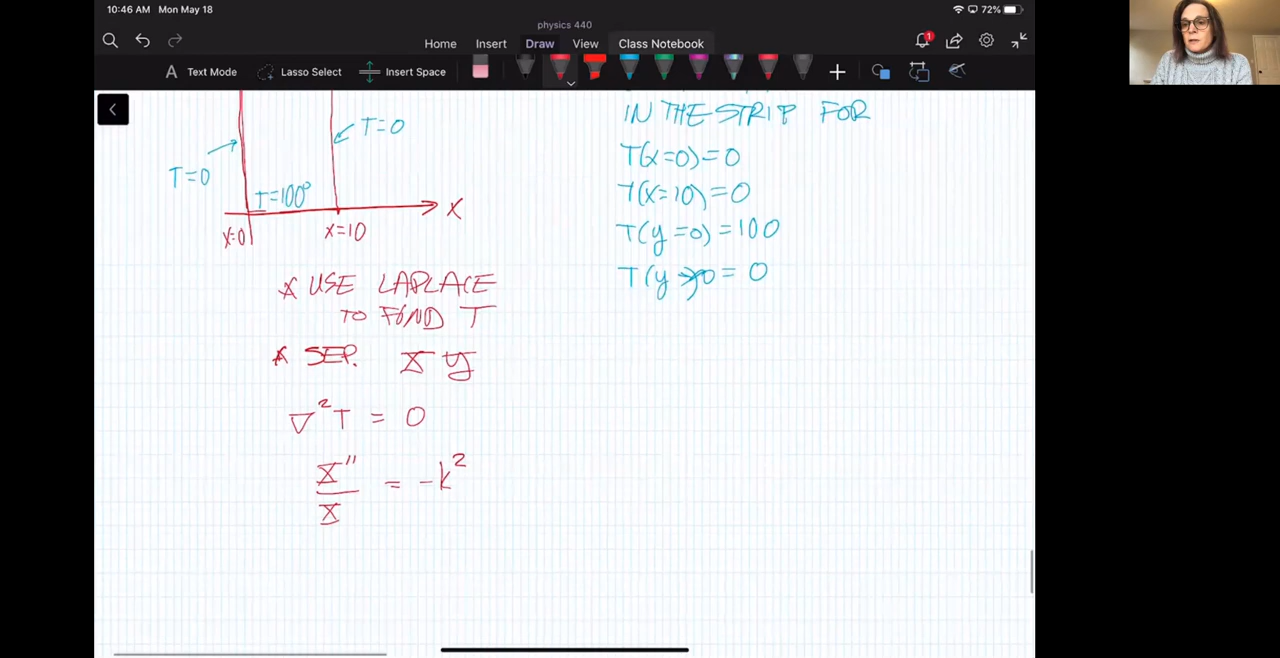 10:46 AM Mon May 18
72%
physics 440
Home Insert Draw View Class Notebook
1
Text Mode Lasso Select Insert Space
IN THE STRIP FOR
T(x=0)=0
T(x=10)=0
T(y=0)=100
= 0
T=0
T=0
T=100°
x=0
x=10
X
* USE LAPLACE
TO FIND T
* SEP. X Y
∇²T = 0
X''/X = -k²